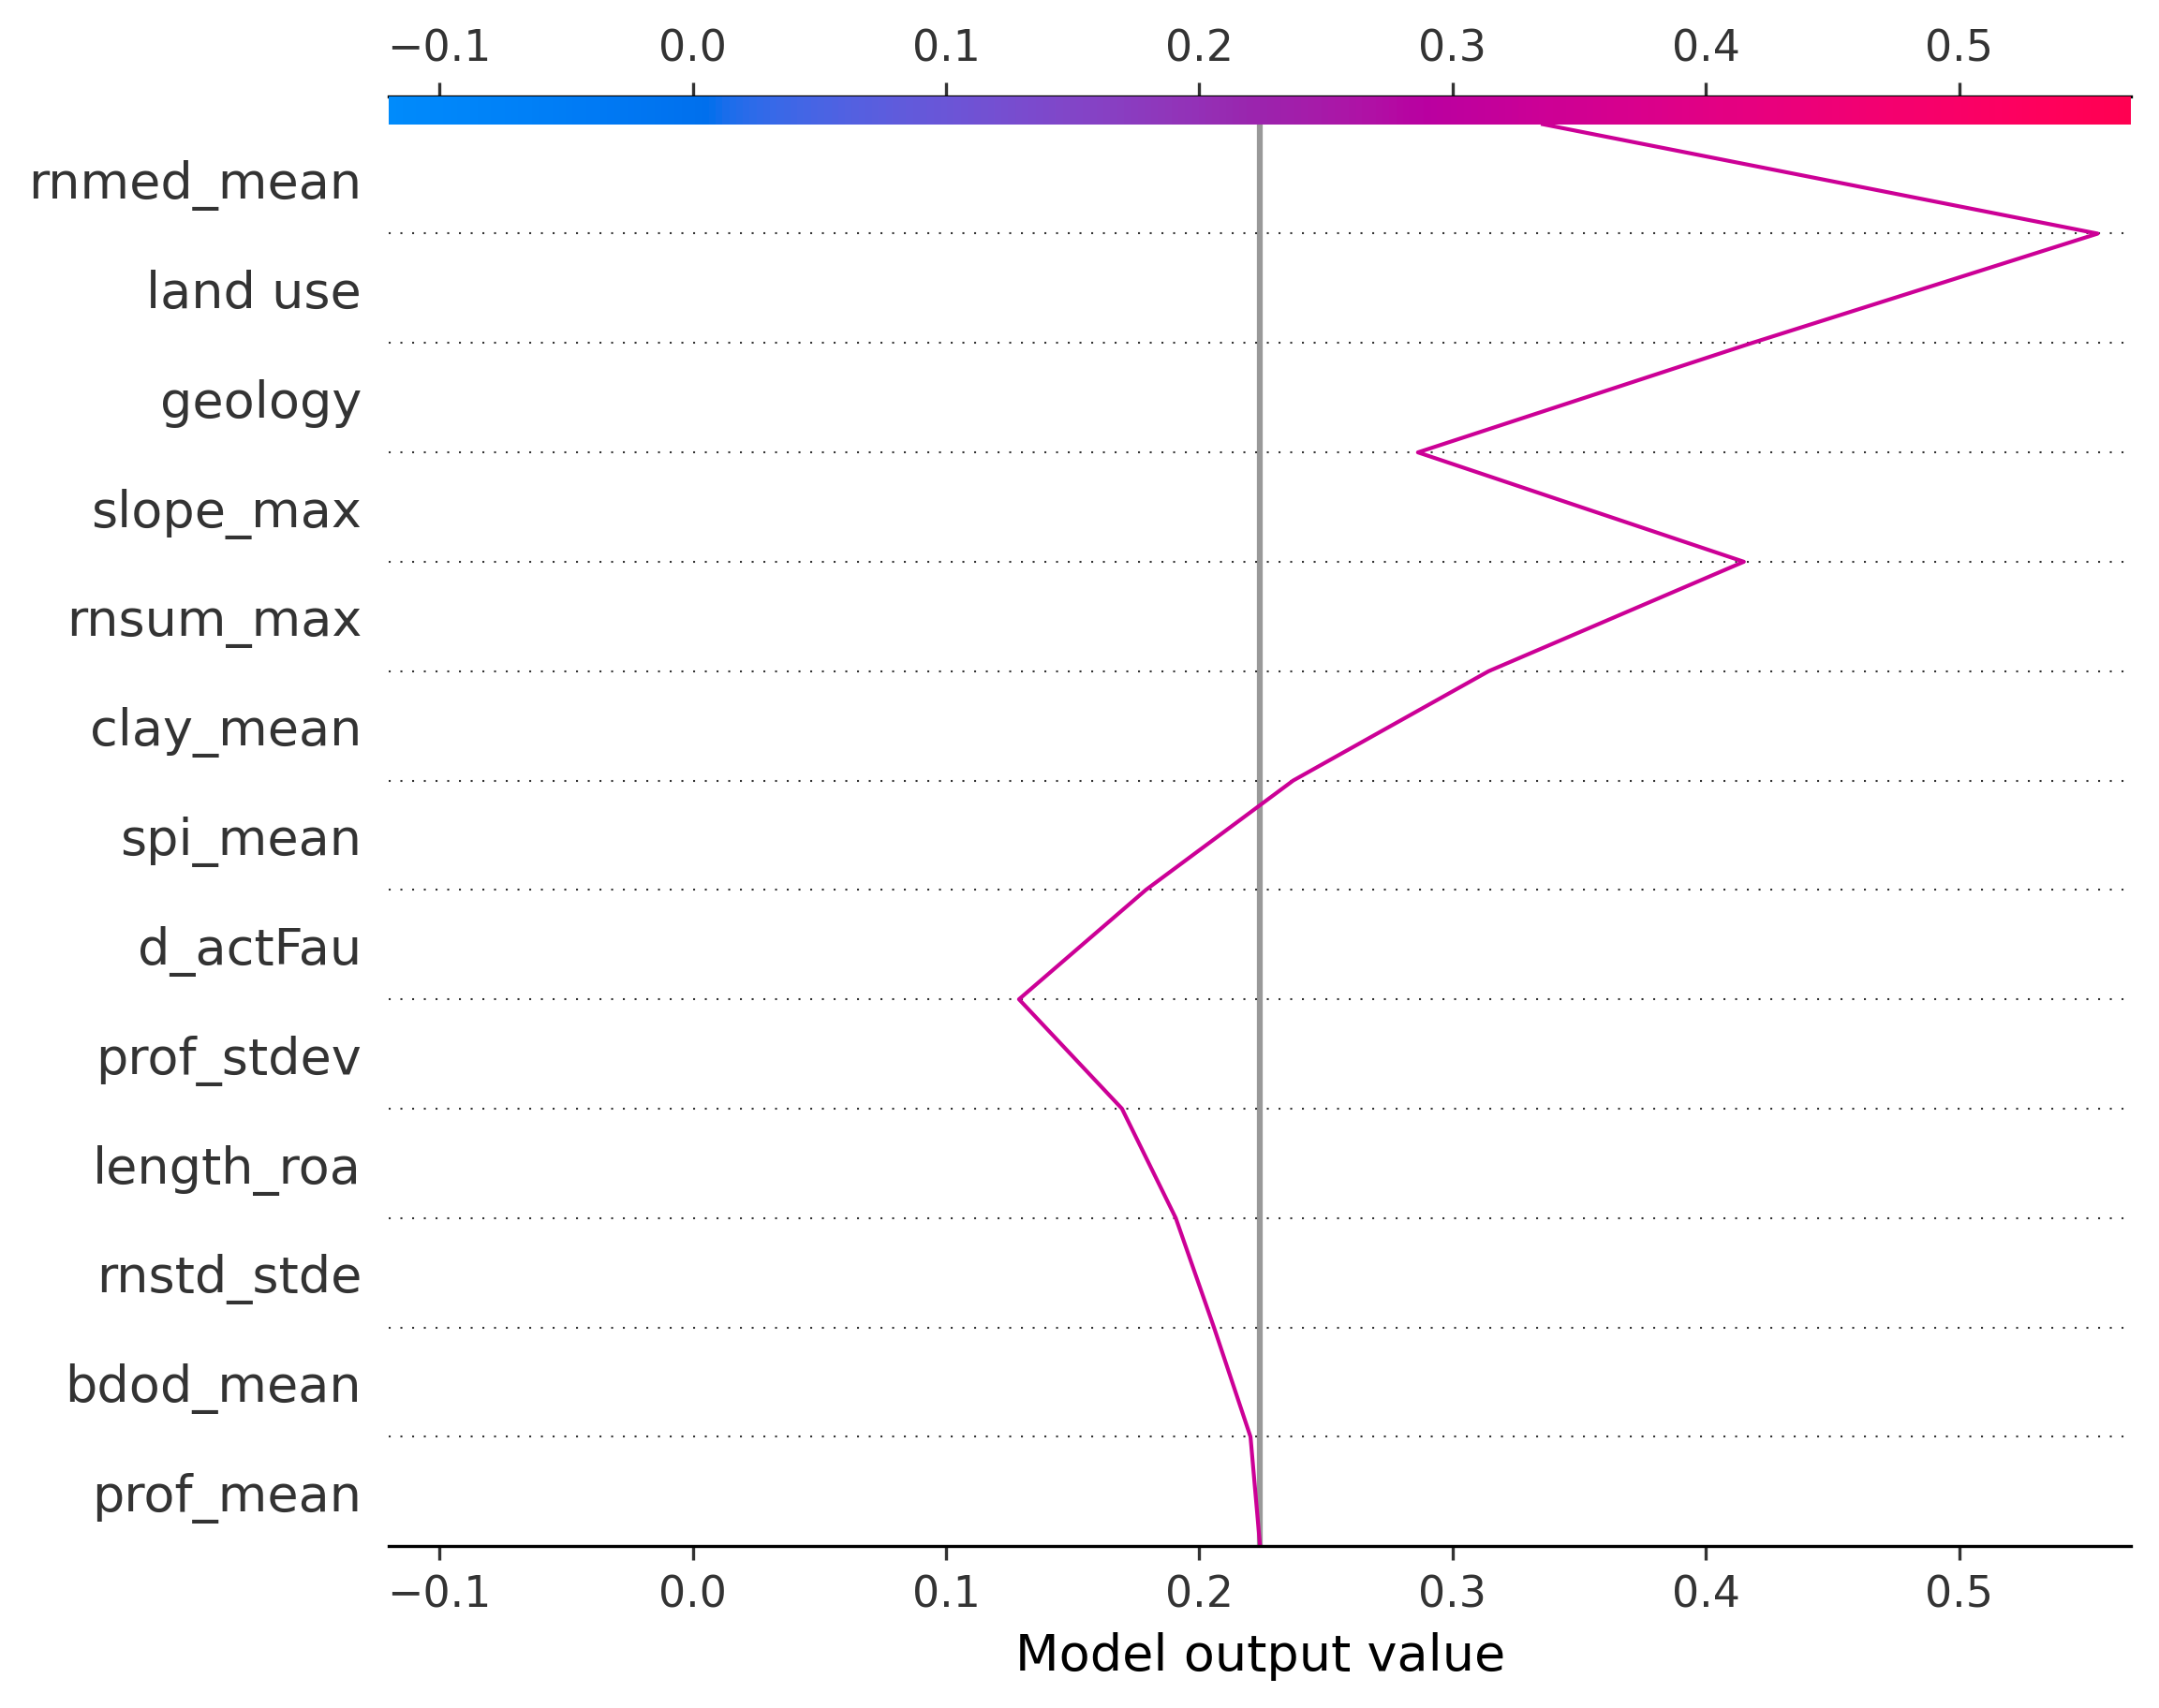 −0.1 0.0 0.1 0.2 0.3 0.4 0.5
rnmed_mean
land use
geology
slope_max
rnsum_max
clay_mean
spi_mean
d_actFau
prof_stdev
length_roa
rnstd_stde
bdod_mean
prof_mean
−0.1 0.0 0.1 0.2 0.3 0.4 0.5
Model output value